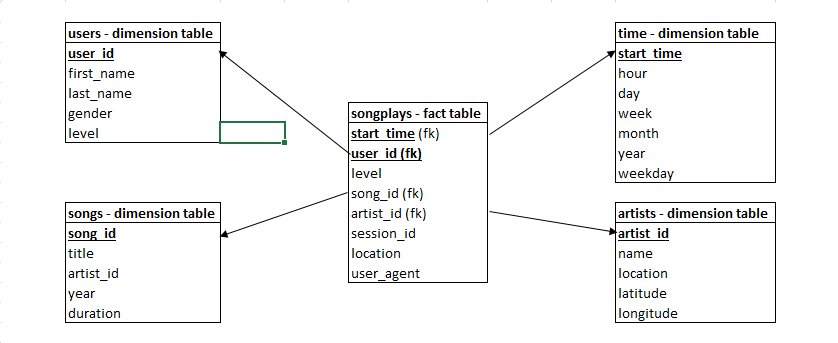 users - dimension table
user_id
first_name
last_name
gender
level
songplays - fact table
start_time (fk)
user_id (fk)
level
song_id (fk)
artist_id (fk)
session_id
location
user_agent
time - dimension table
start_time
hour
day
week
month
year
weekday
songs - dimension table
song_id
title
artist_id
year
duration
artists - dimension table
artist_id
name
location
latitude
longitude